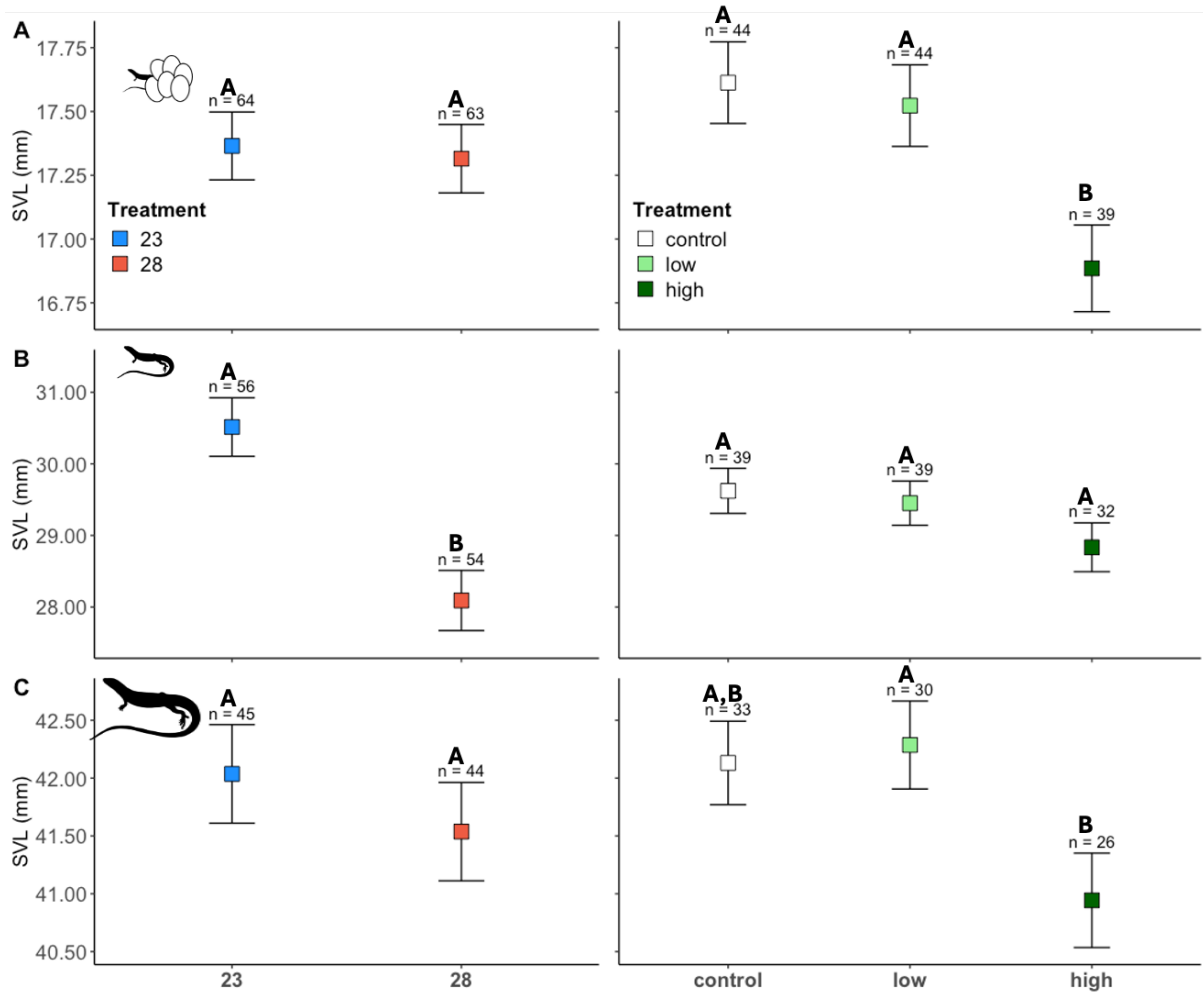 A
SVL (mm)
17.75
17.50
17.25
17.00
16.75
A
n = 64
A
n = 63
Treatment
23
28
A
n = 44
A
n = 44
B
n = 39
Treatment
control
low
high
B
SVL (mm)
31.00
30.00
29.00
28.00
A
n = 56
B
n = 54
A
n = 39
A
n = 39
A
n = 32
C
SVL (mm)
42.50
42.00
41.50
41.00
40.50
A
n = 45
A
n = 44
A,B
n = 33
A
n = 30
B
n = 26
23 28
control low high